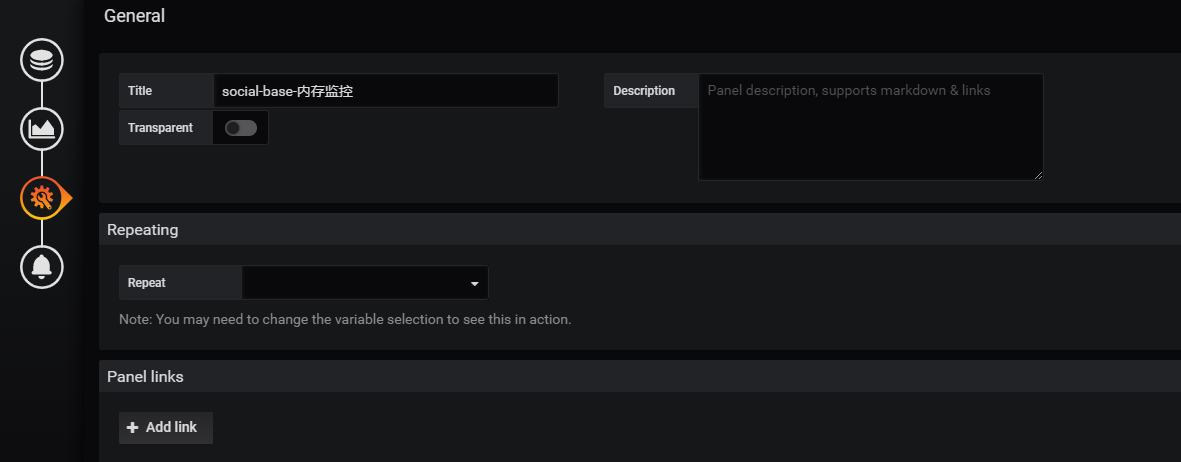 General
Title
social-base-内存监控
Description
Panel description, supports markdown & links
Transparent
Repeating
Repeat
Note: You may need to change the variable selection to see this in action.
Panel links
+ Add link